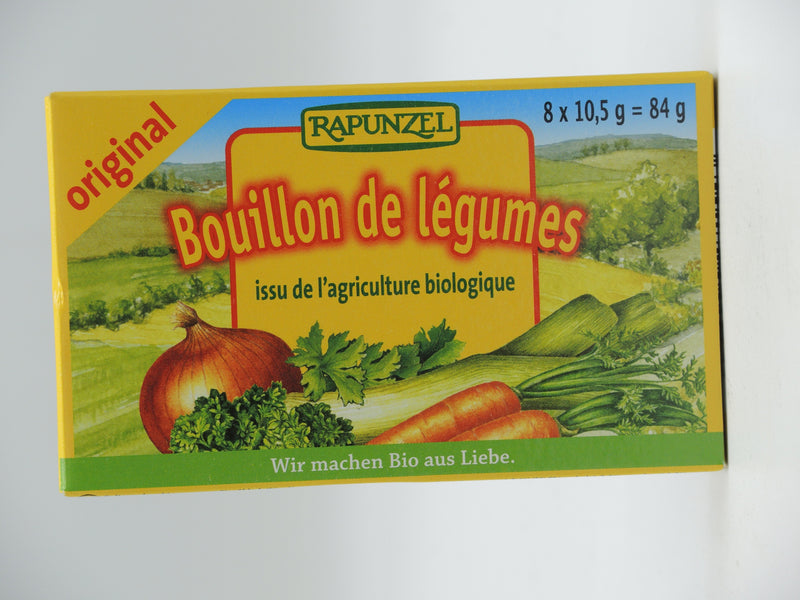 original
RAPUNZEL
8 x 10,5 g = 84 g
Bouillon de légumes
issu de l'agriculture biologique
Wir machen Bio aus Liebe.